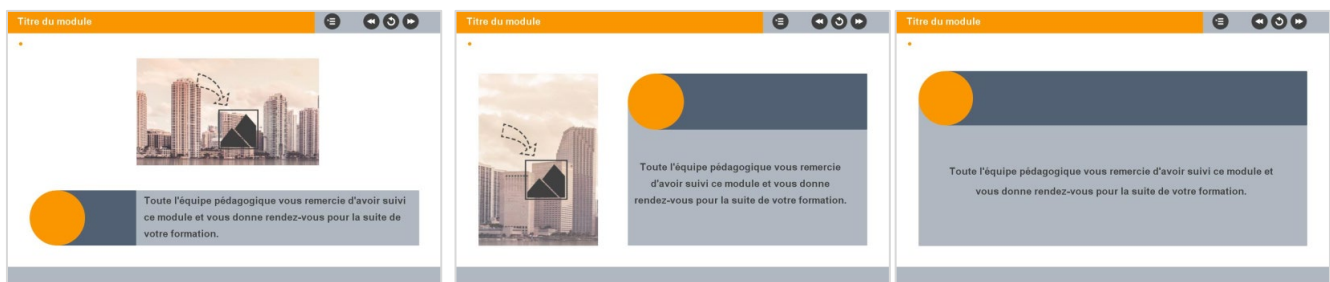 Titre du module
Toute l'équipe pédagogique vous remercie d'avoir suivi
ce module et vous donne rendez-vous pour la suite de
votre formation.
Titre du module
Toute l'équipe pédagogique vous remercie
d'avoir suivi ce module et vous donne
rendez-vous pour la suite de votre formation.
Titre du module
Toute l'équipe pédagogique vous remercie d'avoir suivi ce module et
vous donne rendez-vous pour la suite de votre formation.